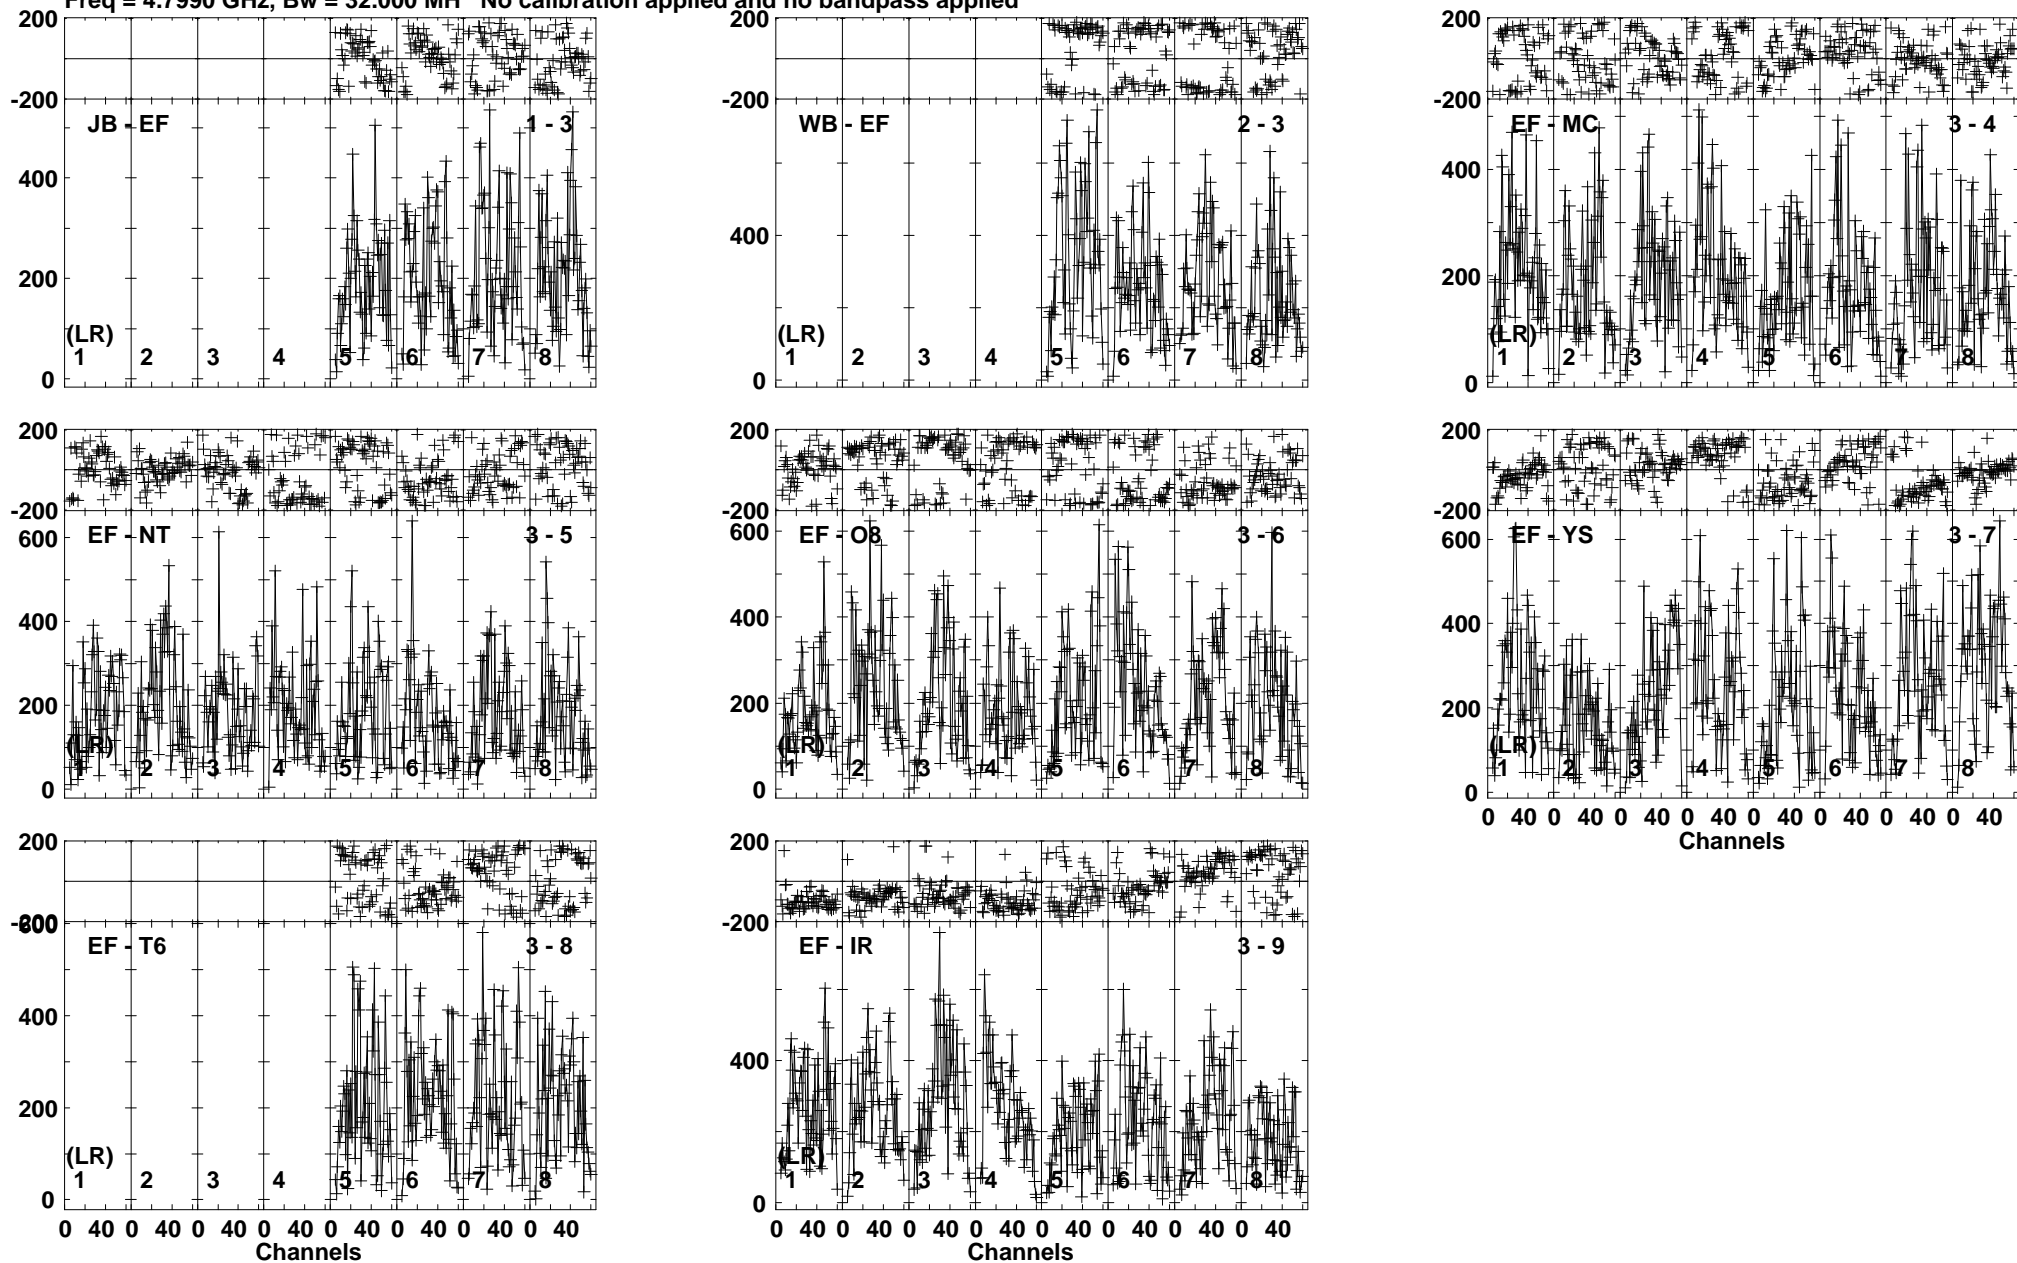 Freq = 4.7990 GHz, Bw = 32.000 MH No calibration applied and no bandpass applied
200
-200
JB - EF 1 - 3
400
200
0
(LR)
1 2 3 4 5 6 7 8
200
-200
WB - EF 2 - 3
400
0
(LR)
1 2 3 4 5 6 7 8
200
-200
EF - MC 3 - 4
400
200
0
(LR)
1 2 3 4 5 6 7 8
200
-200
600
EF - NT 3 - 5
400
200
0
(LR)
1 2 3 4 5 6 7 8
200
-200
600
EF - O8 3 - 6
400
200
0
(LR)
1 2 3 4 5 6 7 8
200
-200
600
EF - YS 3 - 7
400
200
0
(LR)
1 2 3 4 5 6 7 8
0 40 0 40 0 40 0 40 0 40 0 40 0 40 0 40
Channels
200
-200
600
EF - T6 3 - 8
400
200
0
(LR)
1 2 3 4 5 6 7 8
0 40 0 40 0 40 0 40 0 40 0 40 0 40 0 40
Channels
200
-200
EF - IR 3 - 9
400
0
(LR)
1 2 3 4 5 6 7 8
0 40 0 40 0 40 0 40 0 40 0 40 0 40 0 40
Channels